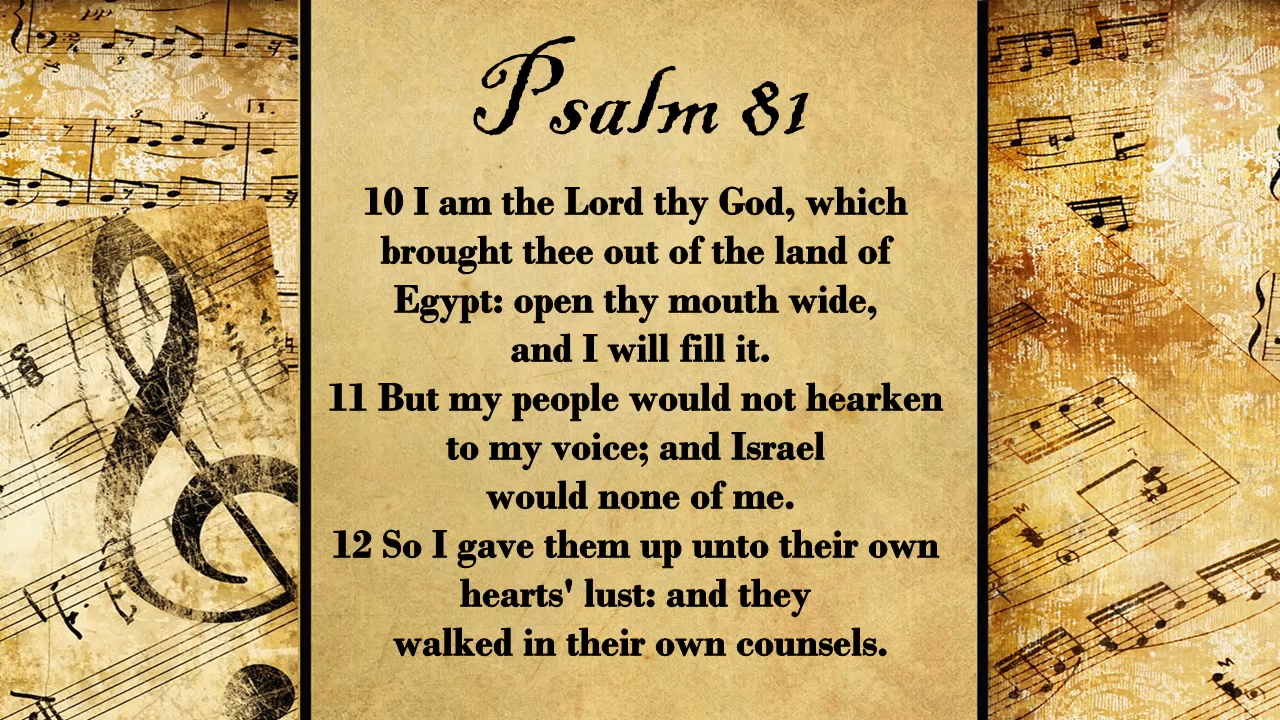 Psalm 81
10 I am the Lord thy God, which
brought thee out of the land of
Egypt: open thy mouth wide,
and I will fill it.
11 But my people would not hearken
to my voice; and Israel
would none of me.
12 So I gave them up unto their own
hearts' lust: and they
walked in their own counsels.